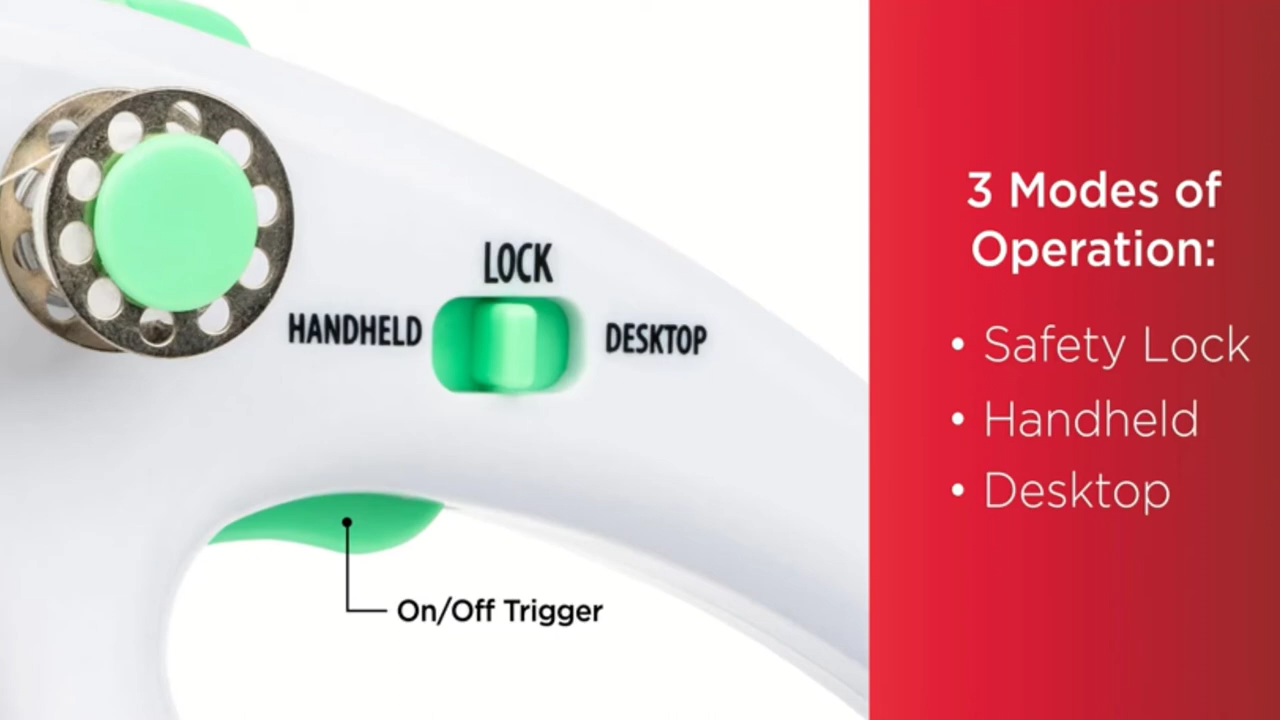 LOCK
HANDHELD
DESKTOP
On/Off Trigger
3 Modes of
Operation:
• Safety Lock
• Handheld
• Desktop